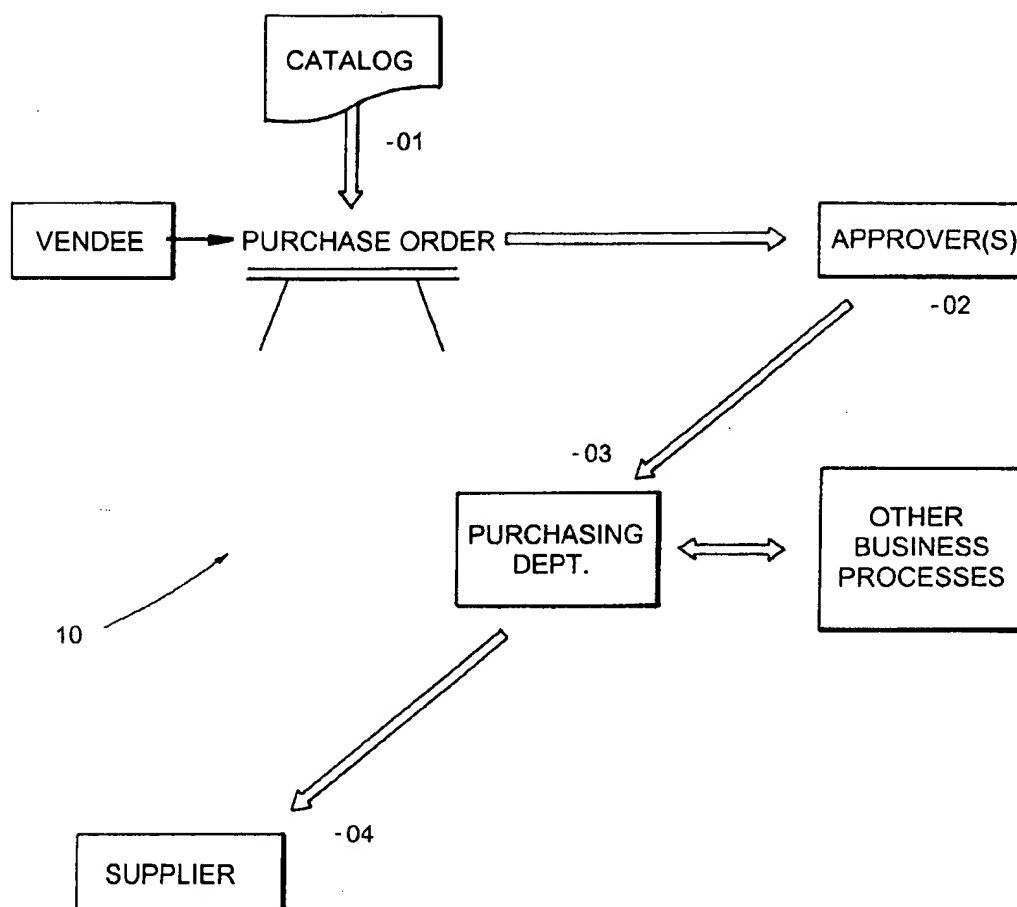 CATALOG
-01
VENDEE
PURCHASE ORDER
APPROVER(S)
-02
-03
PURCHASING
DEPT.
OTHER
BUSINESS
PROCESSES
10
-04
SUPPLIER